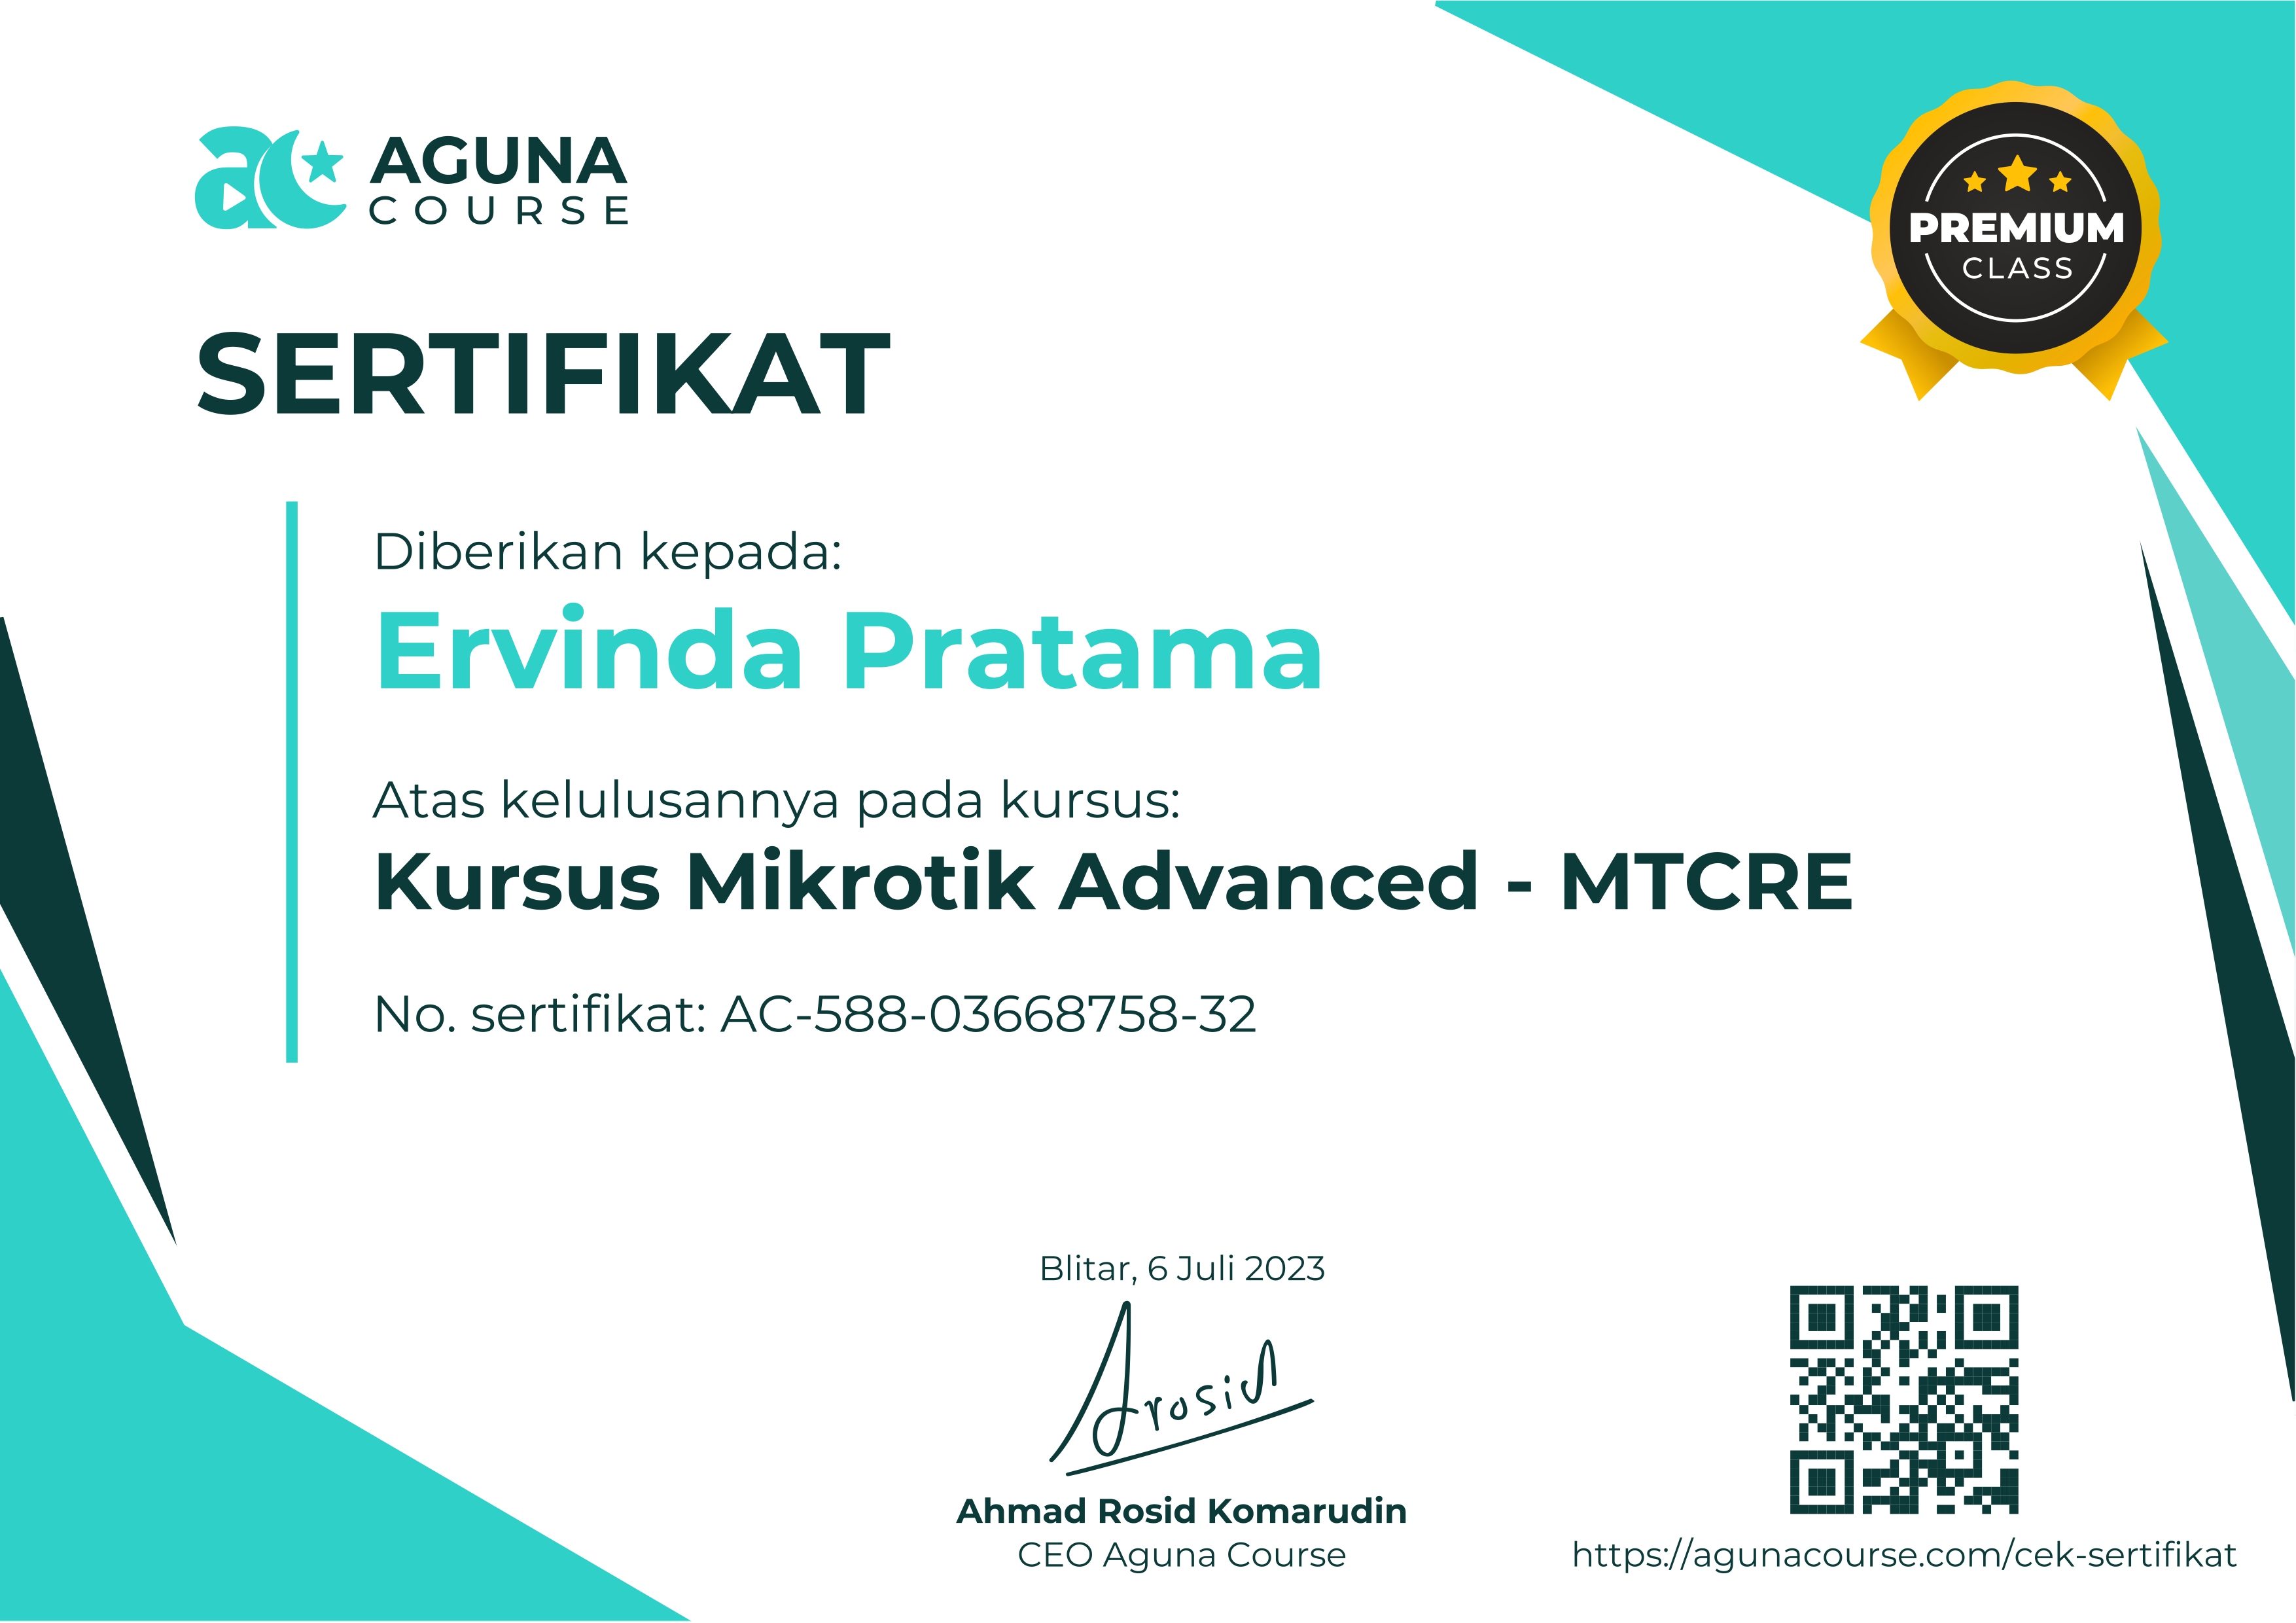 AGUNA
COURSE
PREMIUM
CLASS
SERTIFIKAT
Diberikan kepada:
Ervinda Pratama
Atas kelulusannya pada kursus:
Kursus Mikrotik Advanced - MTCRE
No. sertifikat: AC-588-03668758-32
Blitar, 6 Juli 2023
Arosid
Ahmad Rosid Komarudin
CEO Aguna Course
https://agunacourse.com/cek-sertifikat